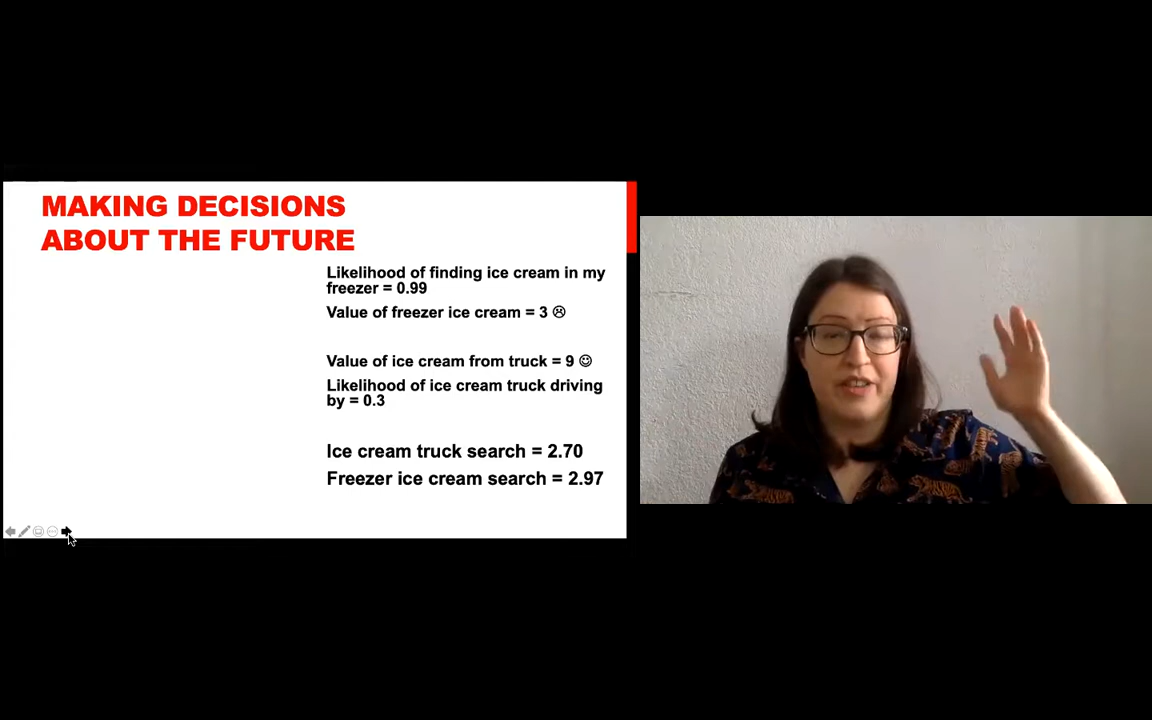 MAKING DECISIONS
ABOUT THE FUTURE
Likelihood of finding ice cream in my
freezer = 0.99
Value of freezer ice cream = 3 ☹
Value of ice cream from truck = 9 ☺
Likelihood of ice cream truck driving
by = 0.3
Ice cream truck search = 2.70
Freezer ice cream search = 2.97